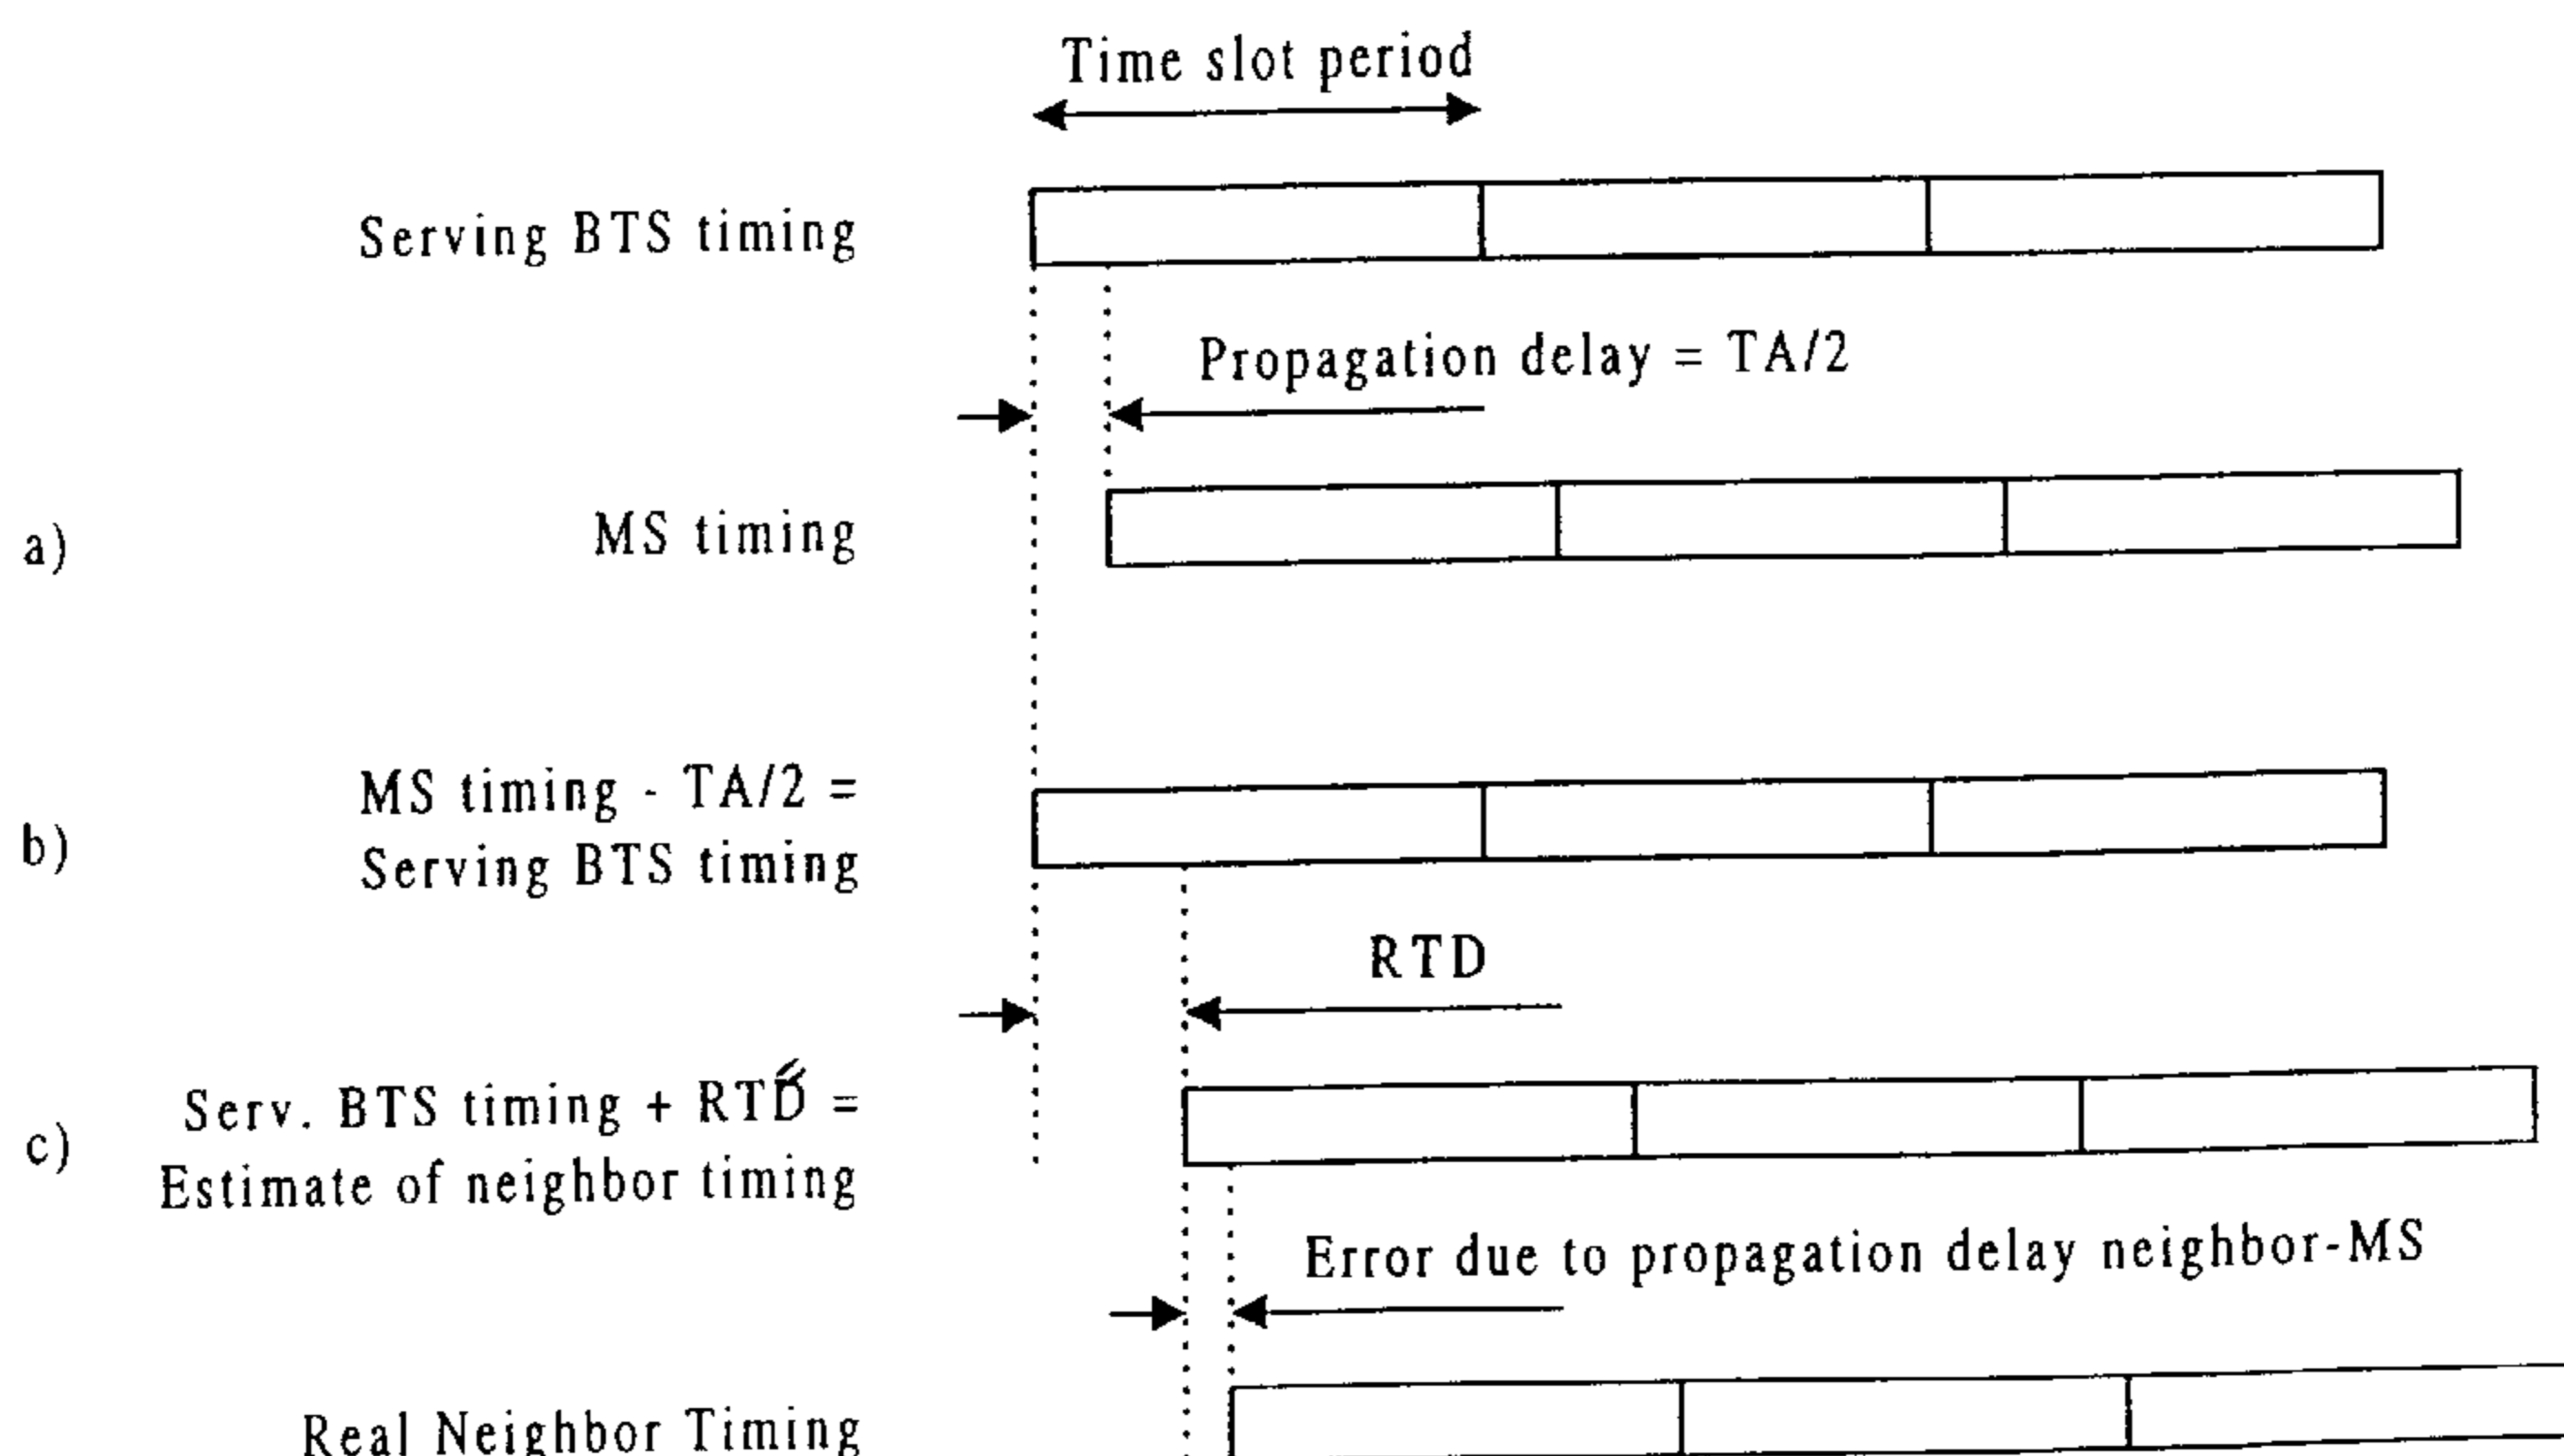 Time slot period
Serving BTS timing
Propagation delay = TA/2
MS timing
a)
MS timing - TA/2 =
b)
Serving BTS timing
RTD
Serv. BTS timing + RTD =
c)
Estimate of neighbor timing
Error due to propagation delay neighbor-MS
Real Neighbor Timing